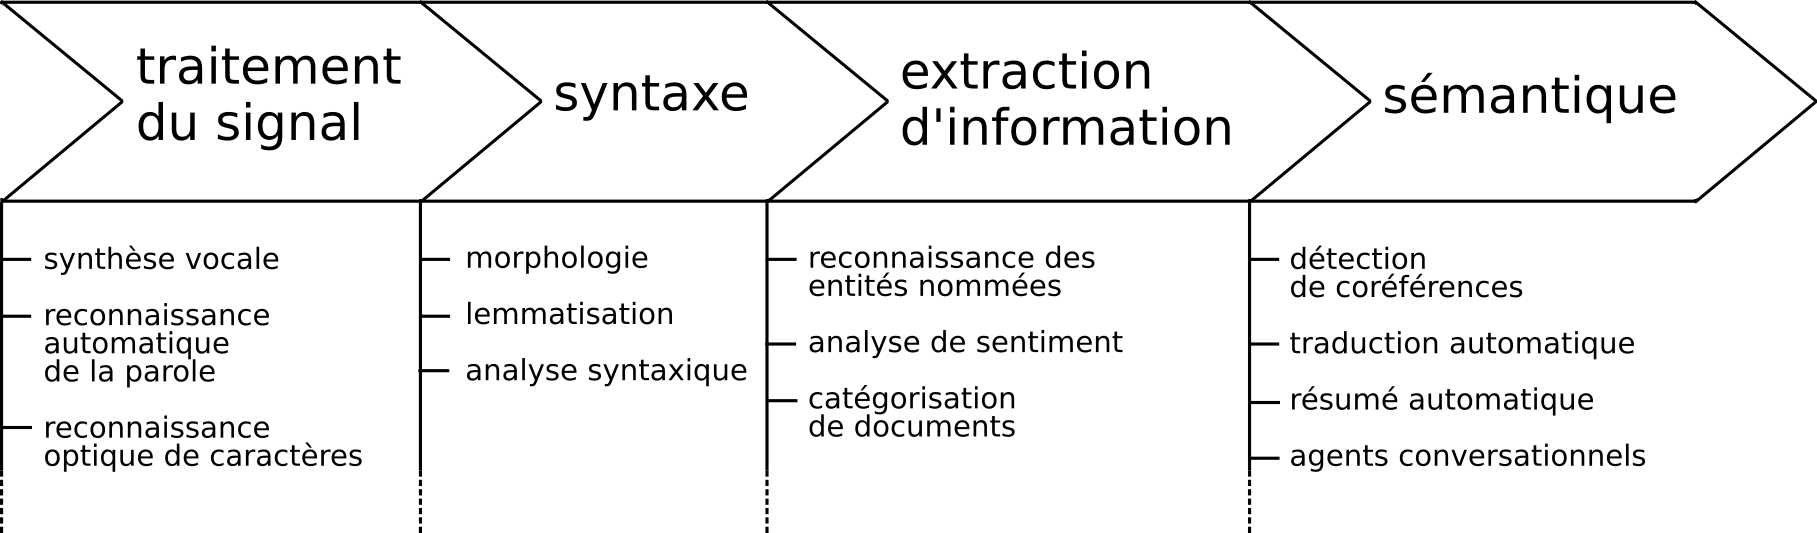 traitement
du signal
syntaxe
extraction
d'information
sémantique
synthèse vocale
reconnaissance
automatique
de la parole
reconnaissance
optique de caractères
morphologie
lemmatisation
analyse syntaxique
reconnaissance des
entités nommées
analyse de sentiment
catégorisation
de documents
détection
de coréférences
traduction automatique
résumé automatique
agents conversationnels